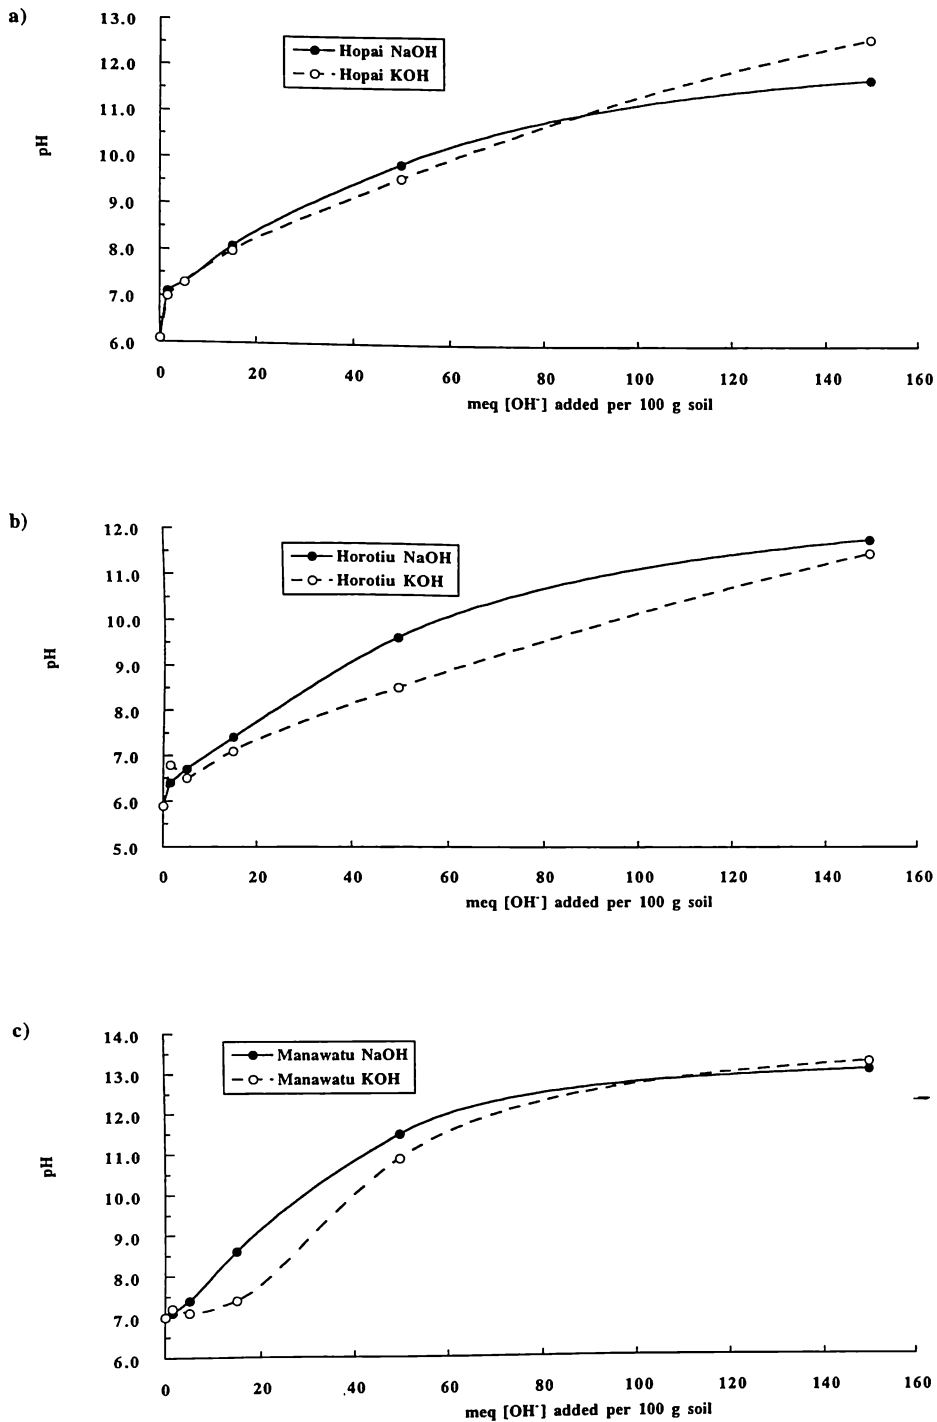 a)
13.0
12.0
11.0
10.0
9.0
8.0
7.0
6.0
pH
Hopai NaOH
Hopai KOH
0 20 40 60 80 100 120 140 160
meq [OH-] added per 100 g soil
b)
12.0
11.0
10.0
9.0
8.0
7.0
6.0
5.0
pH
Horotiu NaOH
Horotiu KOH
0 20 40 60 80 100 120 140 160
meq [OH-] added per 100 g soil
c)
14.0
13.0
12.0
11.0
10.0
9.0
8.0
7.0
6.0
pH
Manawatu NaOH
Manawatu KOH
0 20 40 60 80 100 120 140 160
meq [OH-] added per 100 g soil